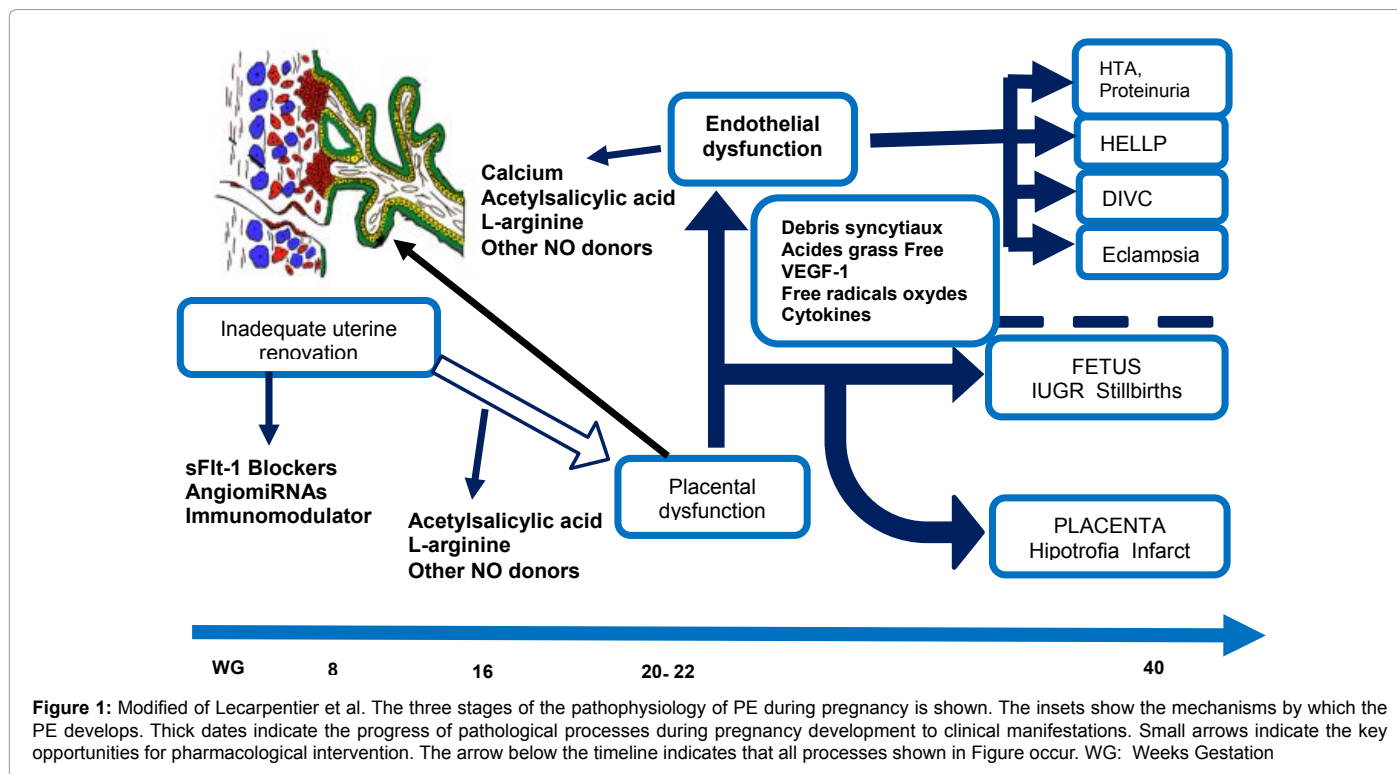 HTA,
Proteinuria
HELLP
DIVC
Eclampsia
Endothelial
dysfunction
Calcium
Acetylsalicylic acid
L-arginine
Other NO donors
Debris syncytiaux
Acides grass Free
VEGF-1
Free radicals oxydes
Cytokines
Inadequate uterine
renovation
FETUS
IUGR Stillbirths
sFlt-1 Blockers
AngiomiRNAs
Immunomodulator
Acetylsalicylic acid
L-arginine
Other NO donors
Placental
dysfunction
PLACENTA
Hipotrofia Infarct
WG 8 16 20- 22 40
Figure 1: Modified of Lecarpentier et al. The three stages of the pathophysiology of PE during pregnancy is shown. The insets show the mechanisms by which the
PE develops. Thick dates indicate the progress of pathological processes during pregnancy development to clinical manifestations. Small arrows indicate the key
opportunities for pharmacological intervention. The arrow below the timeline indicates that all processes shown in Figure occur. WG: Weeks Gestation